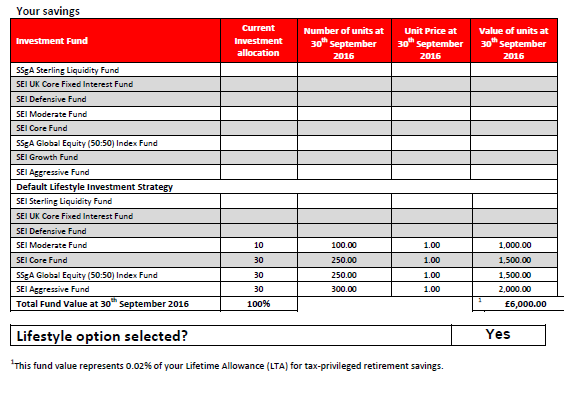 Your savings
Investment Fund Current Investment allocation Number of units at 30th September 2016 Unit Price at 30th September 2016 Value of units at 30th September 2016
SSgA Sterling Liquidity Fund
SEI UK Core Fixed Interest Fund
SEI Defensive Fund
SEI Moderate Fund
SEI Core Fund
SSgA Global Equity (50:50) Index Fund
SEI Growth Fund
SEI Aggressive Fund
Default Lifestyle Investment Strategy
SEI Sterling Liquidity Fund
SEI UK Core Fixed Interest Fund
SEI Defensive Fund
SEI Moderate Fund 10 100.00 1.00 1,000.00
SEI Core Fund 30 250.00 1.00 1,500.00
SSgA Global Equity (50:50) Index Fund 30 250.00 1.00 1,500.00
SEI Aggressive Fund 30 300.00 1.00 2,000.00
Total Fund Value at 30th September 2016 100% 1 £6,000.00
Lifestyle option selected? Yes
1This fund value represents 0.02% of your Lifetime Allowance (LTA) for tax-privileged retirement savings.